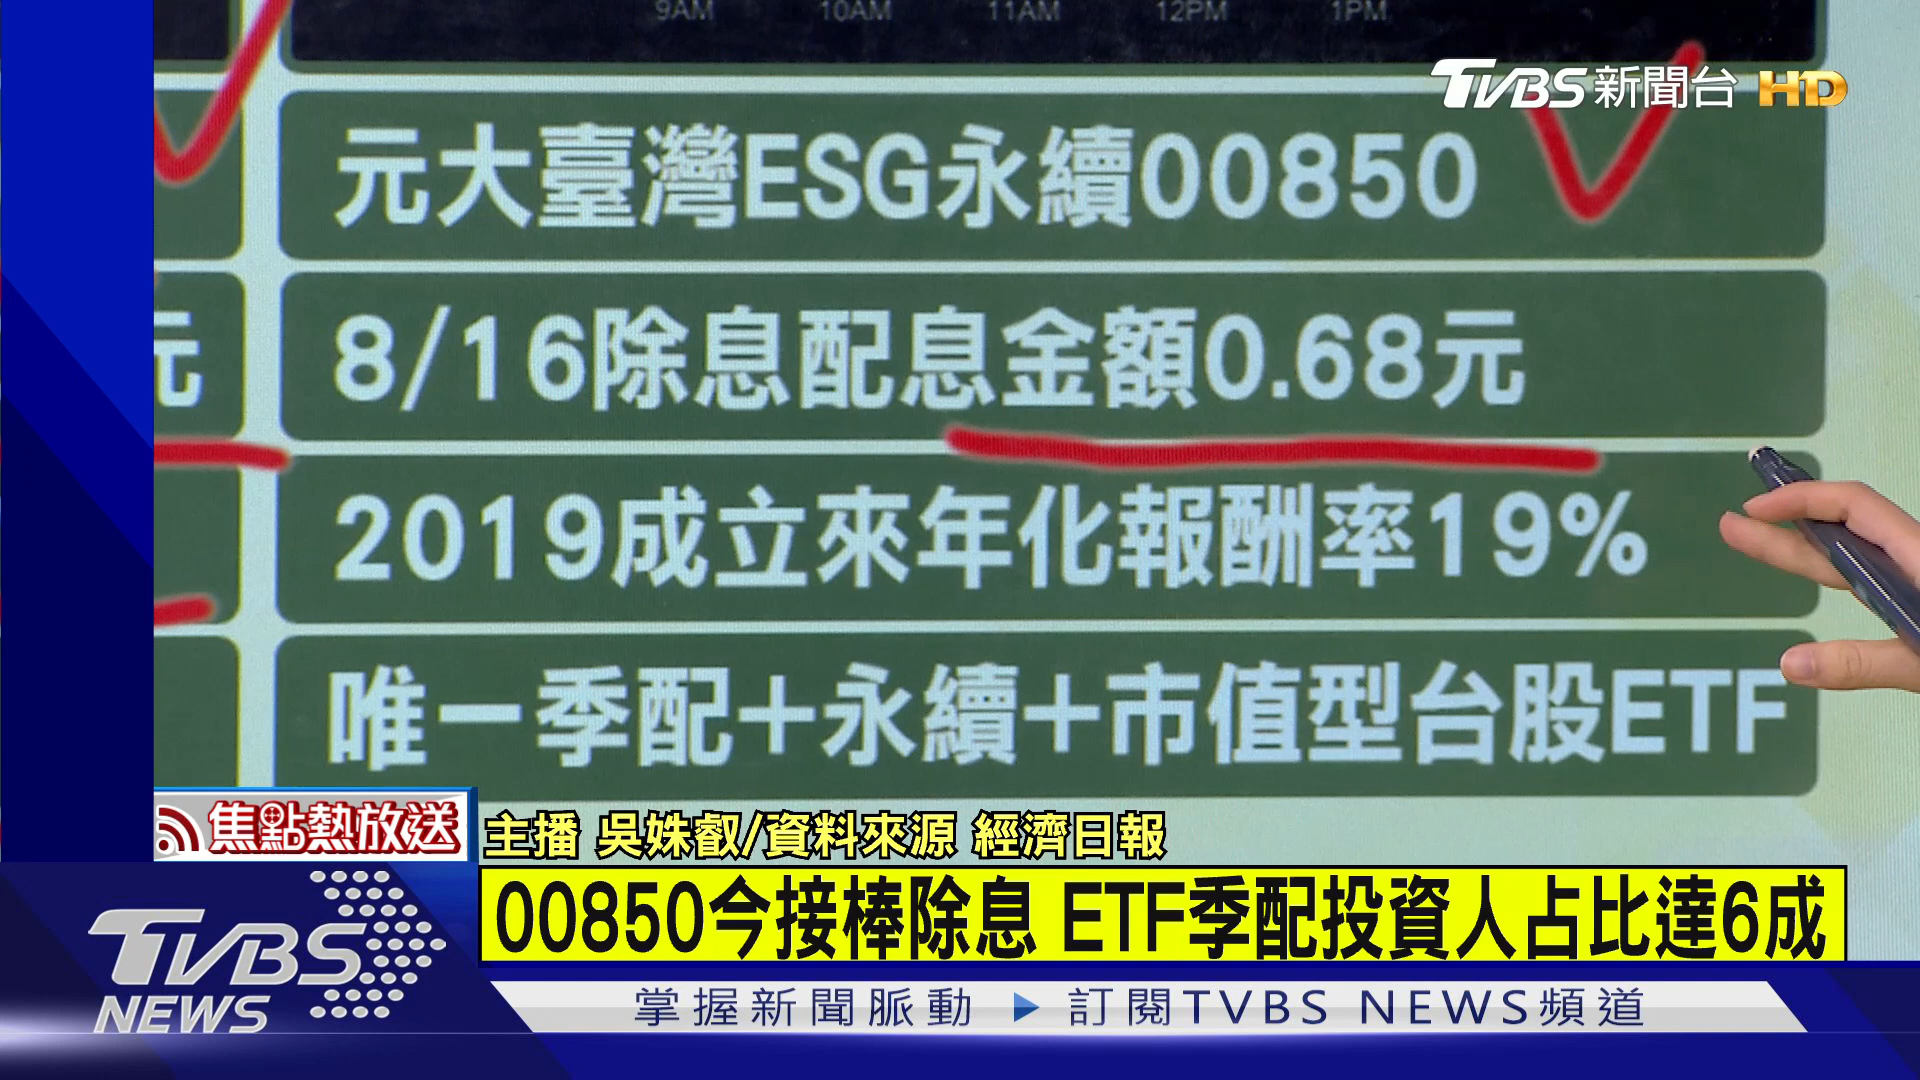 9AM 10AM 11AM 12PM 1PM
TVBS新聞台 HD
元大臺灣ESG永續00850
8/16除息配息金額0.68元
元
2019成立來年化報酬率19%
唯一季配+永續+市值型台股ETF
焦點熱放送
主播 吳姝叡/資料來源 經濟日報
00850今接棒除息 ETF季配投資人占比達6成
TVBS NEWS
掌握新聞脈動 ▶ 訂閱TVBS NEWS頻道